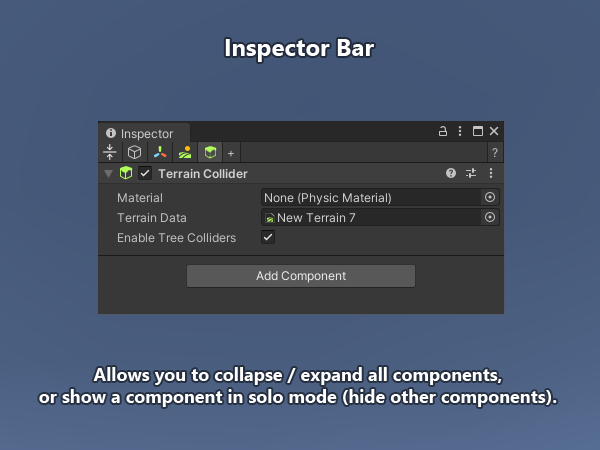 Inspector Bar
Inspector
+
?
Terrain Collider
?
Material None (Physic Material)
Terrain Data New Terrain 7
Enable Tree Colliders
Add Component
Allows you to collapse / expand all components,
or show a component in solo mode (hide other components).